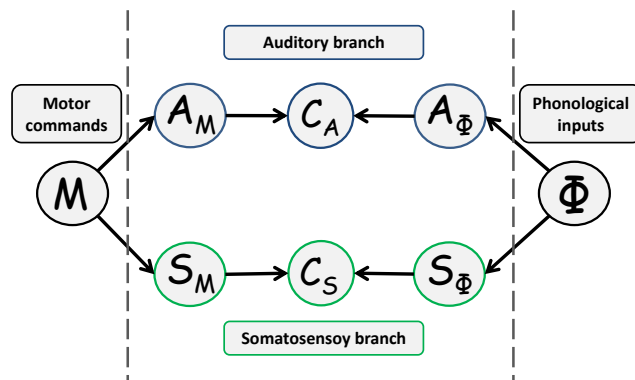 Auditory branch
Motor
commands
Phonological
inputs
A_M
C_A
A_Φ
M
Φ
S_M
C_S
S_Φ
Somatosensoy branch